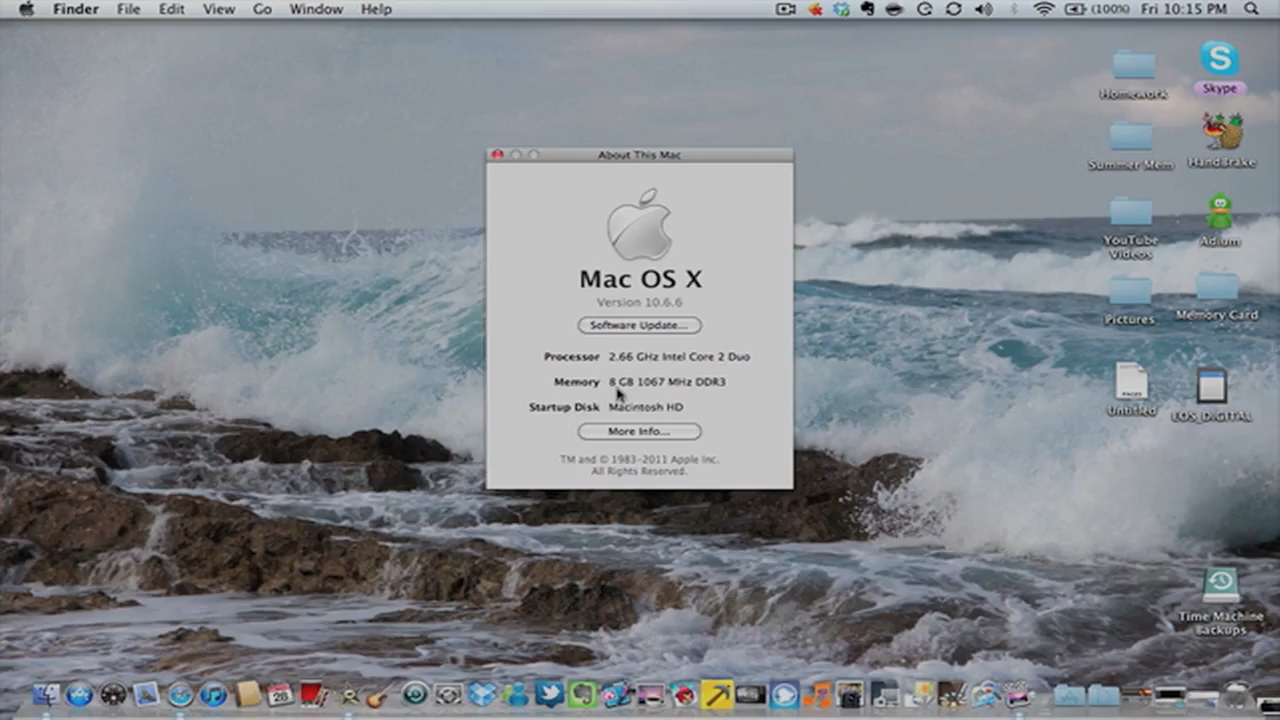 Finder File Edit View Go Window Help (100%) Fri 10:15 PM
Homework
Skype
Summer Mem
HandBrake
YouTube
Videos
Adium
Pictures
Memory Card
Untitled
EOS_DIGITAL
Time Machine
Backups
About This Mac
Mac OS X
Version 10.6.6
Software Update...
Processor 2.66 GHz Intel Core 2 Duo
Memory 8 GB 1067 MHz DDR3
Startup Disk Macintosh HD
More Info...
TM and © 1983–2011 Apple Inc.
All Rights Reserved.
PAGES